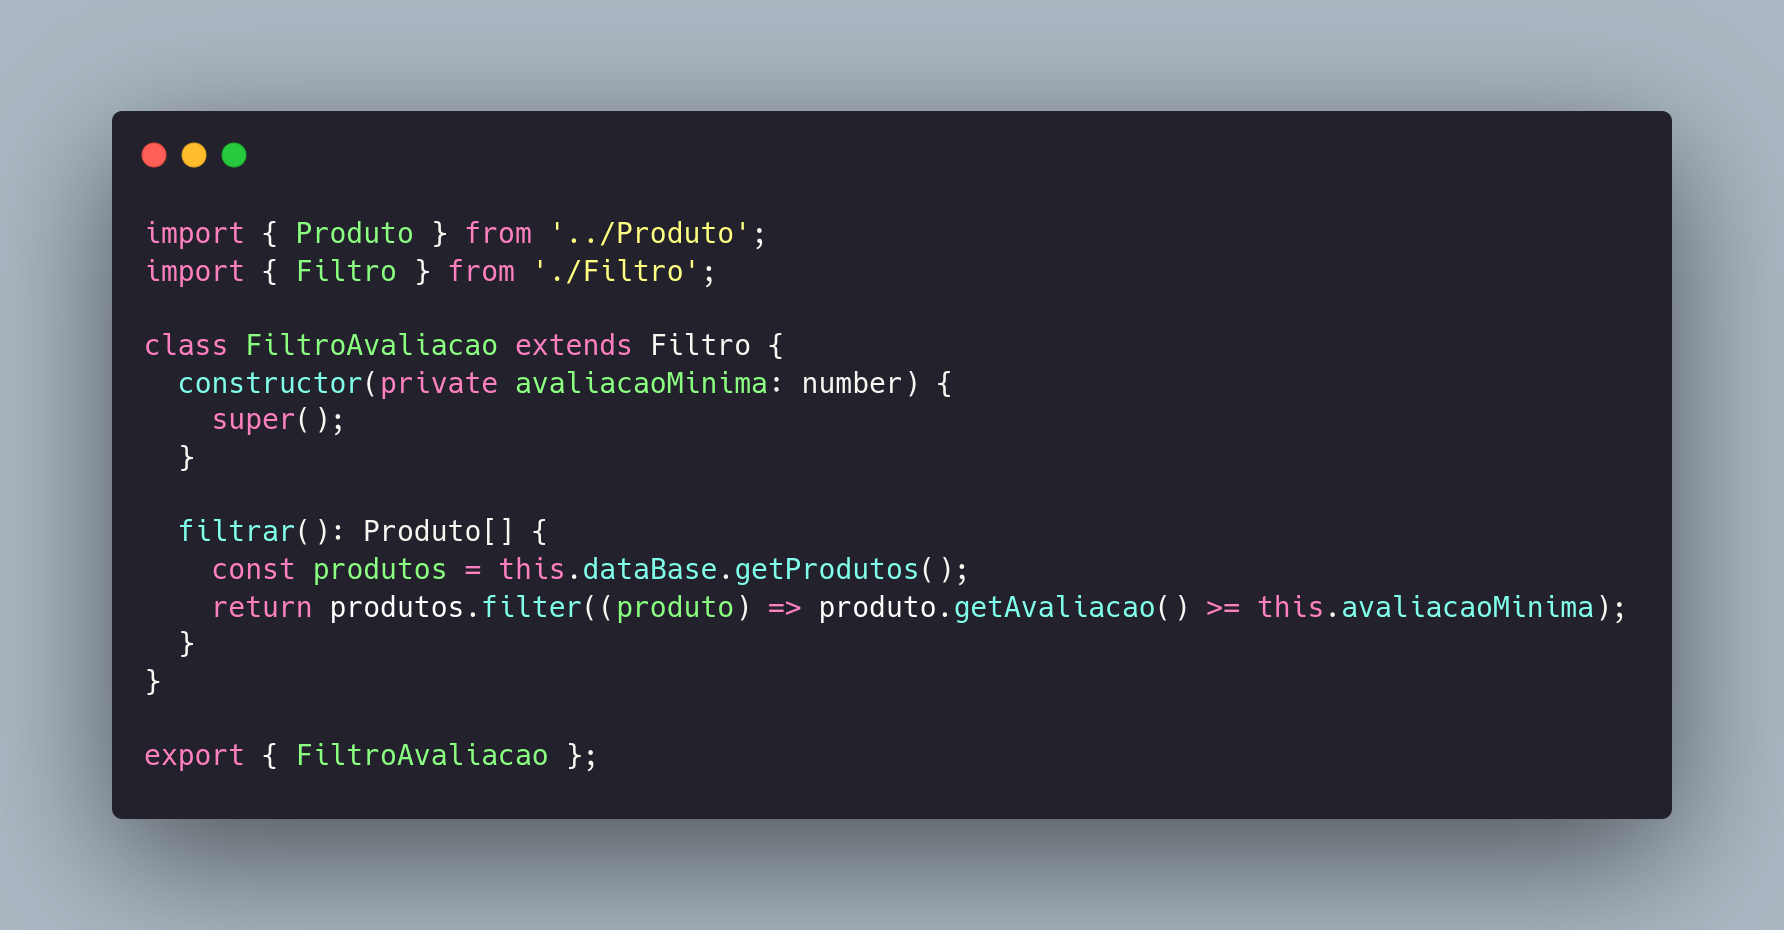 import { Produto } from '../Produto';
import { Filtro } from './Filtro';

class FiltroAvaliacao extends Filtro {
  constructor(private avaliacaoMinima: number) {
    super();
  }

  filtrar(): Produto[] {
    const produtos = this.dataBase.getProdutos();
    return produtos.filter((produto) => produto.getAvaliacao() >= this.avaliacaoMinima);
  }
}

export { FiltroAvaliacao };